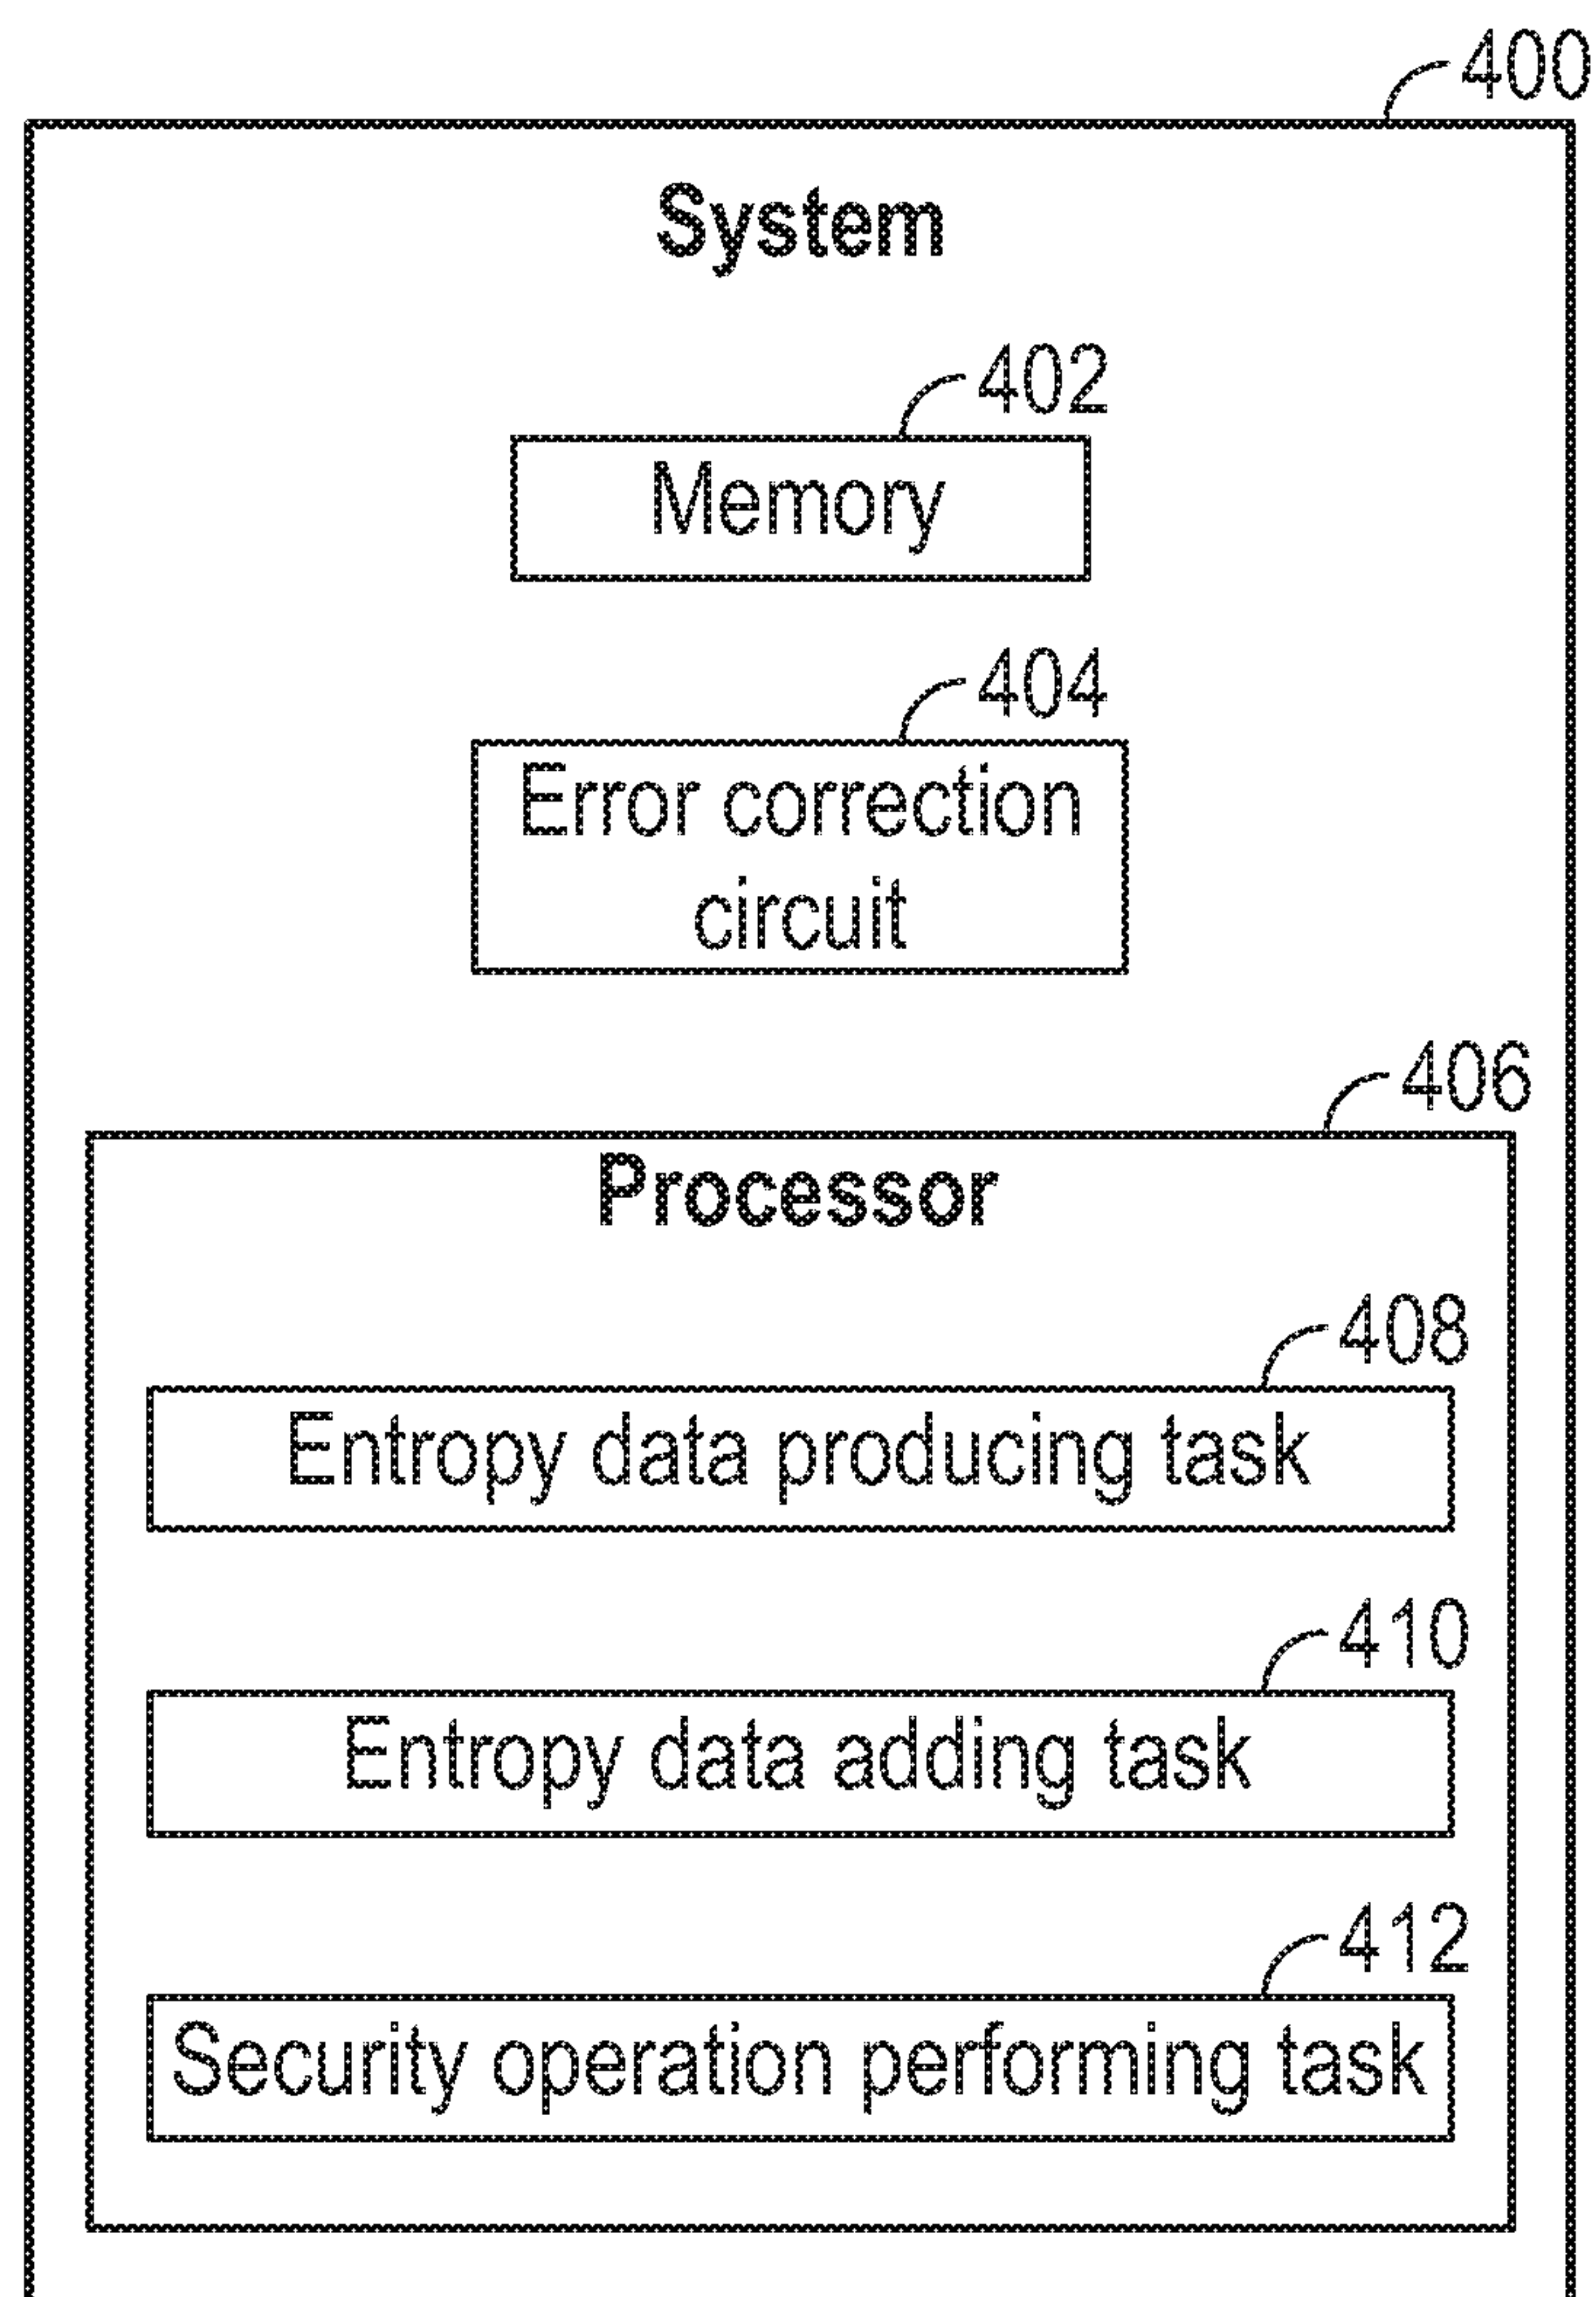 400
System
402
Memory
404
Error correction
circuit
406
Processor
408
Entropy data producing task
410
Entropy data adding task
412
Security operation performing task